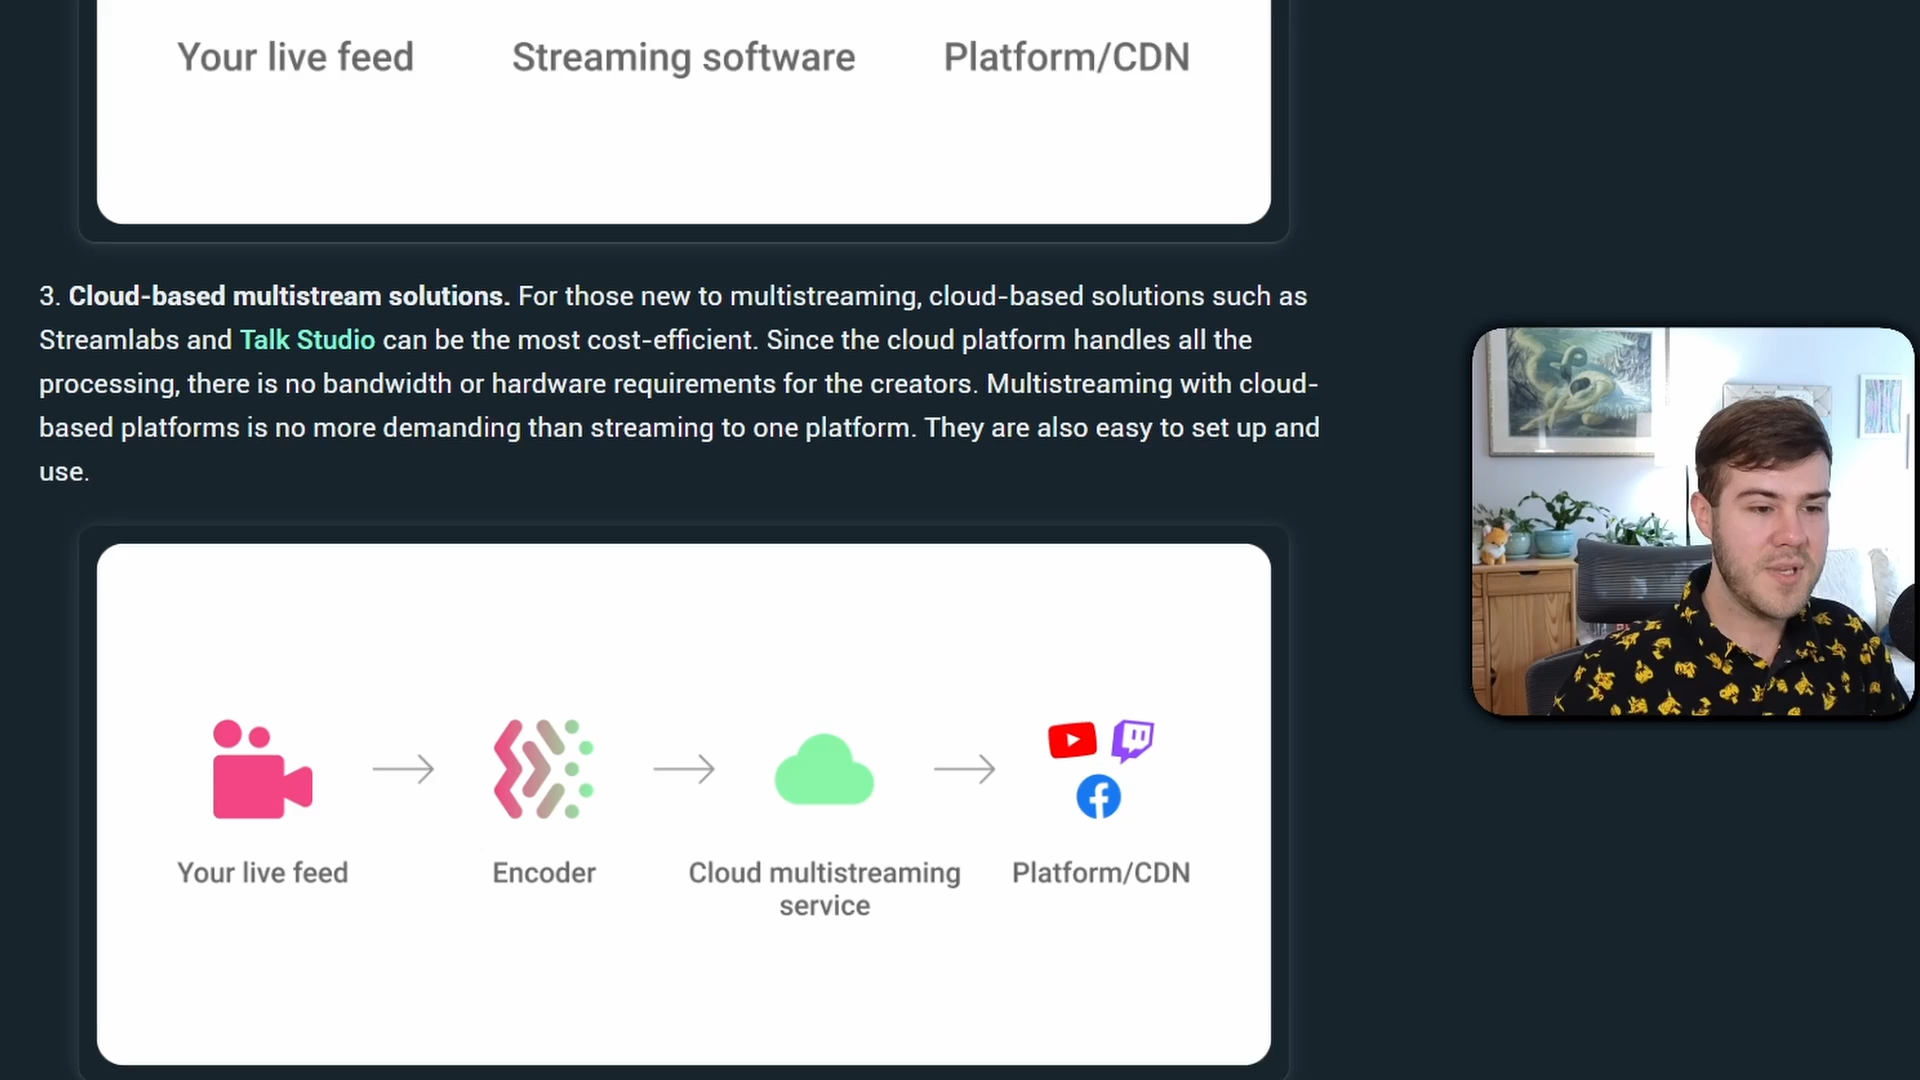 Your live feed Streaming software Platform/CDN
3. Cloud-based multistream solutions. For those new to multistreaming, cloud-based solutions such as
Streamlabs and Talk Studio can be the most cost-efficient. Since the cloud platform handles all the
processing, there is no bandwidth or hardware requirements for the creators. Multistreaming with cloud-
based platforms is no more demanding than streaming to one platform. They are also easy to set up and
use.
Your live feed Encoder Cloud multistreaming Platform/CDN
service